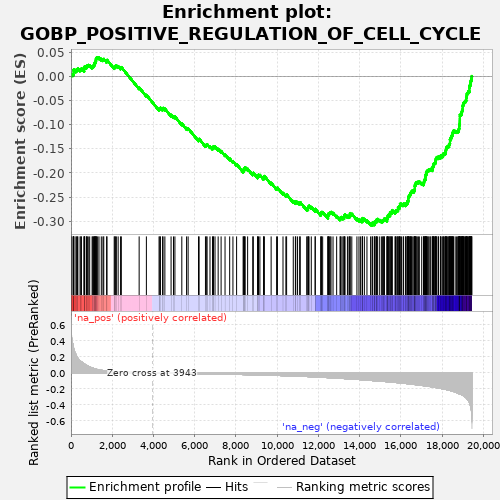 Enrichment plot:
GOBP_POSITIVE_REGULATION_OF_CELL_CYCLE
Enrichment score (ES)
0.05
0.00
-0.05
-0.10
-0.15
-0.20
-0.25
-0.30
'na_pos' (positively correlated)
Ranked list metric (PreRanked)
0.6
0.4
0.2
0.0
-0.2
-0.4
-0.6
Zero cross at 3943
'na_neg' (negatively correlated)
0 2,000 4,000 6,000 8,000 10,000 12,000 14,000 16,000 18,000 20,000
Rank in Ordered Dataset
Enrichment profile Hits Ranking metric scores